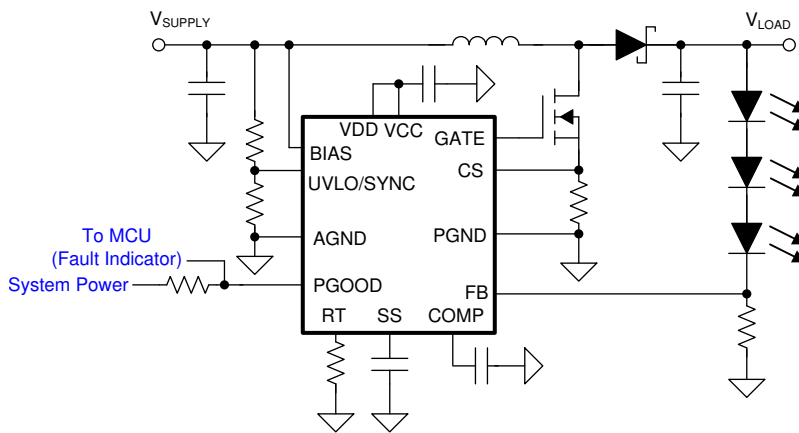 VSUPPLY
VLOAD
VDD VCC
GATE
BIAS
UVLO/SYNC
CS
To MCU
(Fault Indicator)
AGND
PGND
System Power
PGOOD
FB
RT SS COMP